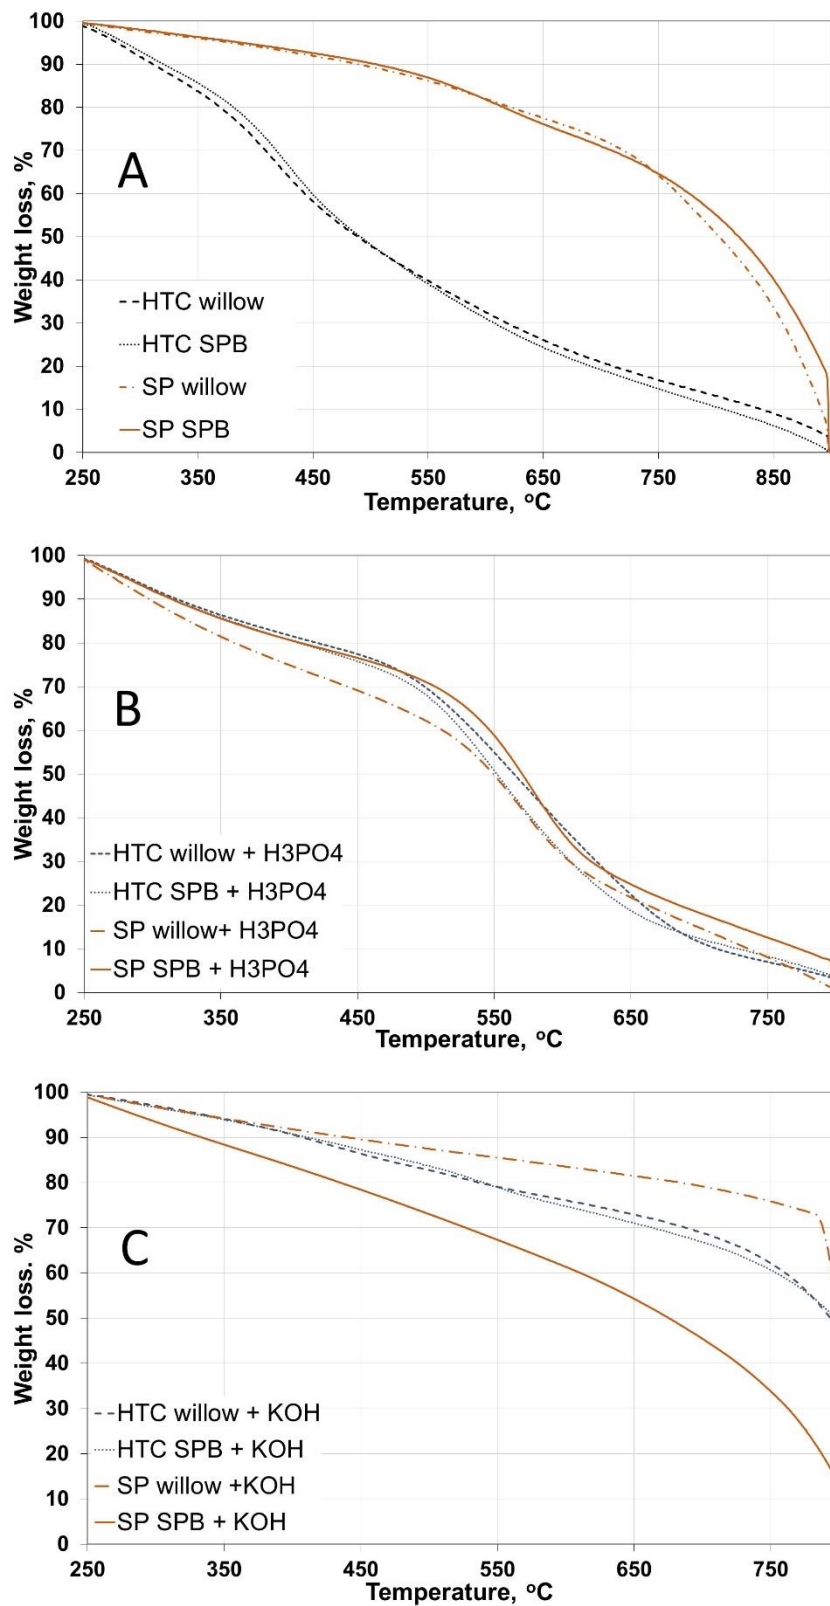 100
90
80
70
60
50
40
30
20
10
0
Weight loss, %
A
HTC willow
HTC SPB
SP willow
SP SPB
250 350 450 550 650 750 850
Temperature, °C
100
90
80
70
60
50
40
30
20
10
0
Weight loss, %
B
HTC willow + H3PO4
HTC SPB + H3PO4
SP willow+ H3PO4
SP SPB + H3PO4
250 350 450 550 650 750
Temperature, °C
100
90
80
70
60
50
40
30
20
10
0
Weight loss. %
C
HTC willow + KOH
HTC SPB + KOH
SP willow +KOH
SP SPB + KOH
250 350 450 550 650 750
Temperature, °C